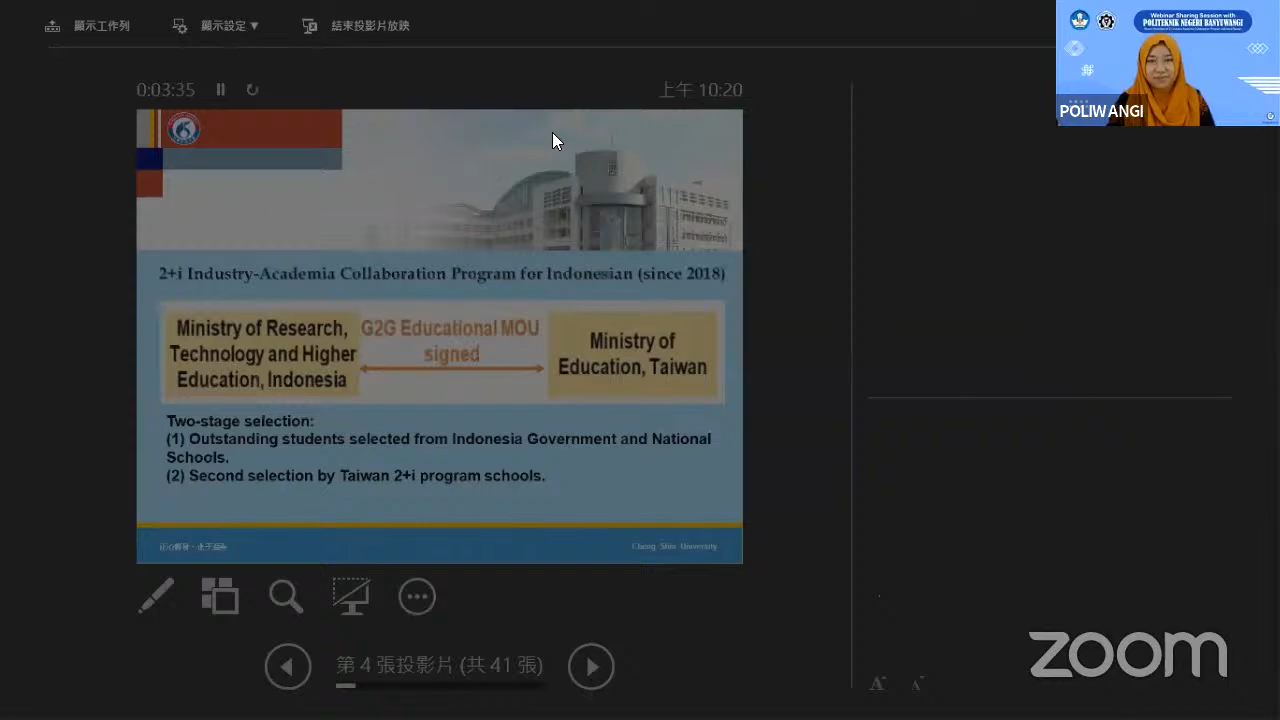 顯示工作列
顯示設定 ▼
結束投影片放映
Webinar Sharing Session with
POLITEKNIK NEGERI BANYUWANGI
POLIWANGI
0:03:35
上午 10:20
2+i Industry-Academia Collaboration Program for Indonesian (since 2018)
Ministry of Research,
Technology and Higher
Education, Indonesia
G2G Educational MOU
signed
Ministry of
Education, Taiwan
Two-stage selection:
(1) Outstanding students selected from Indonesia Government and National
Schools.
(2) Second selection by Taiwan 2+i program schools.
Cheng Shiu University
第 4 張投影片 (共 41 張)
zoom
A A